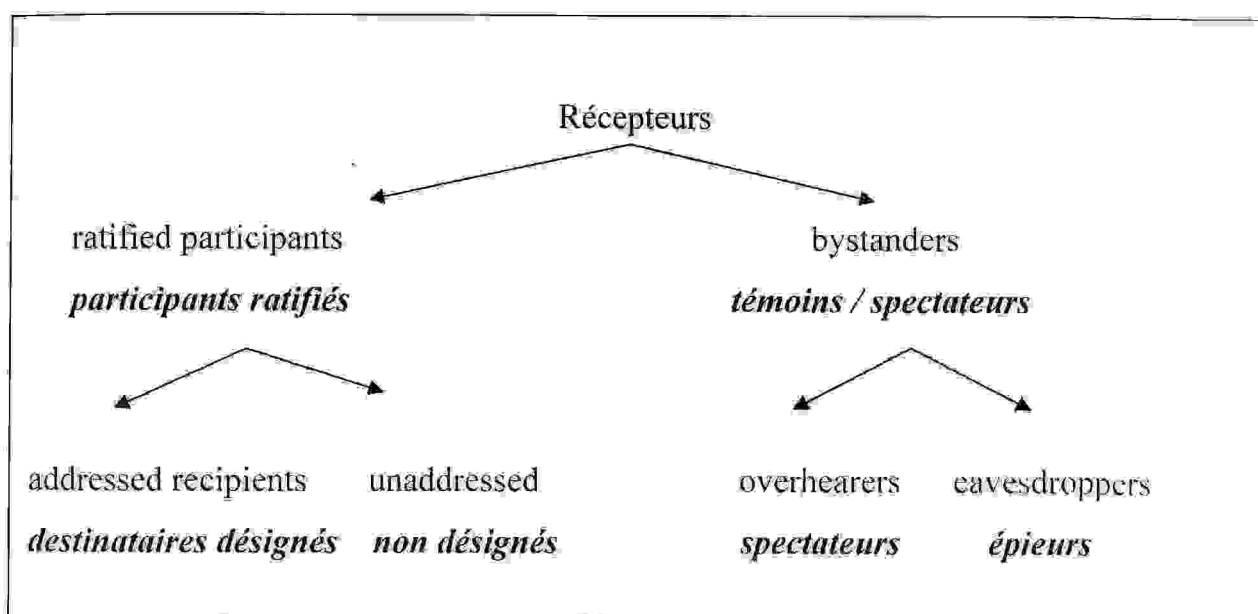 Récepteurs
ratified participants bystanders
participants ratifiés témoins / spectateurs
addressed recipients unaddressed overhearers eavesdroppers
destinataires désignés non désignés spectateurs épieurs